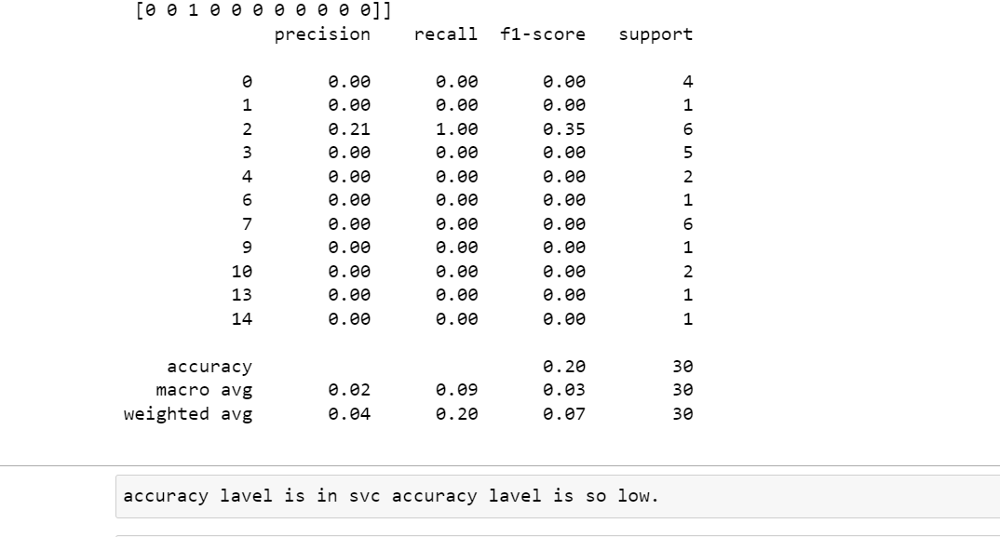 [0 0 1 0 0 0 0 0 0 0 0]]
precision recall f1-score support
0 0.00 0.00 0.00 4
1 0.00 0.00 0.00 1
2 0.21 1.00 0.35 6
3 0.00 0.00 0.00 5
4 0.00 0.00 0.00 2
6 0.00 0.00 0.00 1
7 0.00 0.00 0.00 6
9 0.00 0.00 0.00 1
10 0.00 0.00 0.00 2
13 0.00 0.00 0.00 1
14 0.00 0.00 0.00 1
accuracy 0.20 30
macro avg 0.02 0.09 0.03 30
weighted avg 0.04 0.20 0.07 30
accuracy lavel is in svc accuracy lavel is so low.